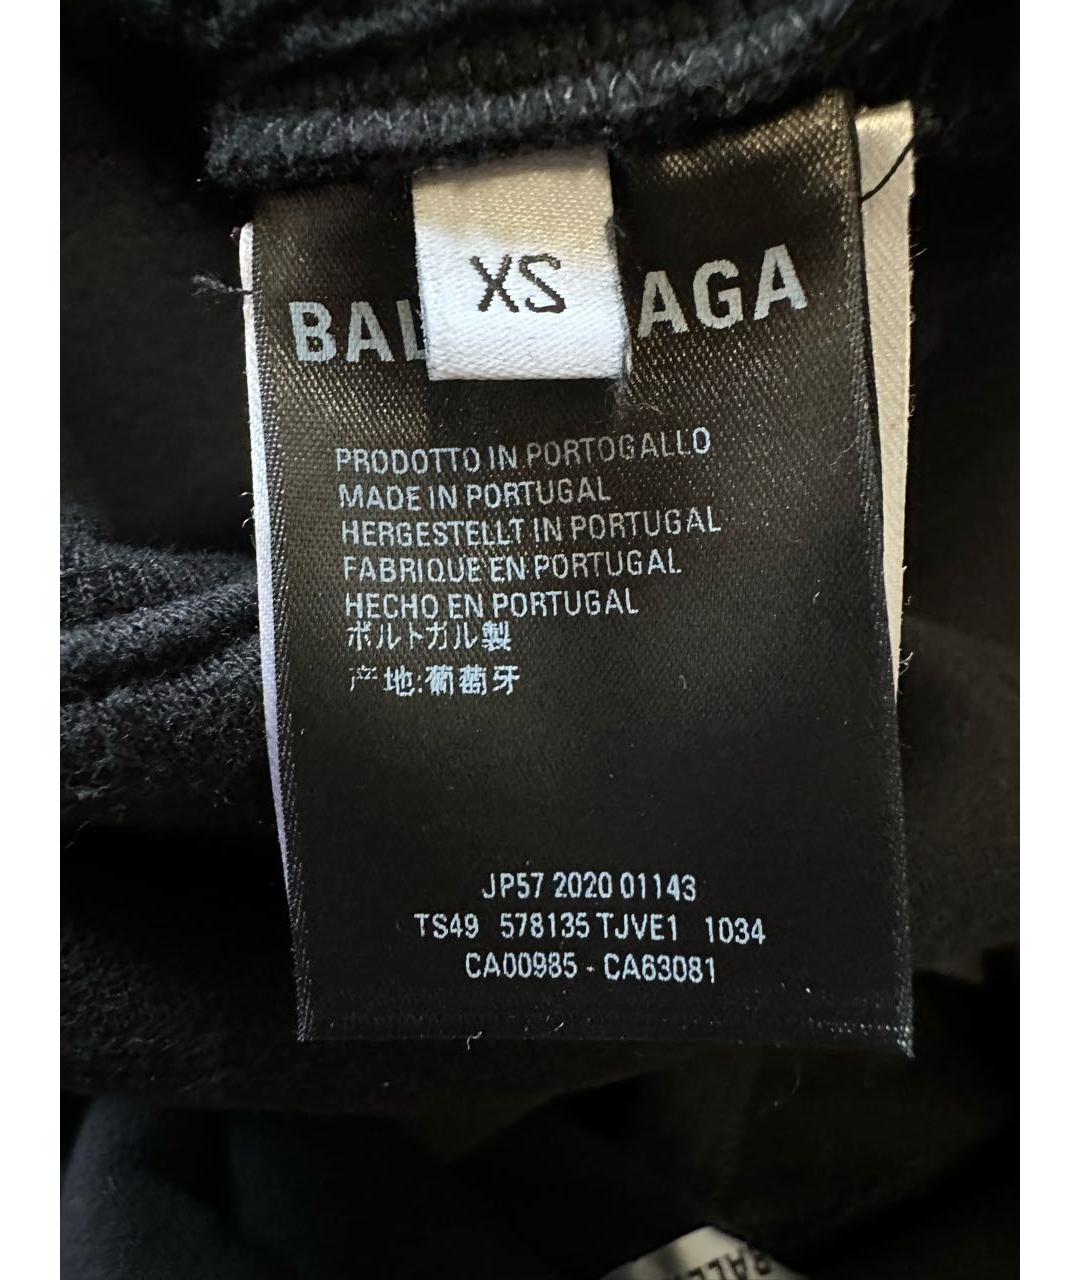 XS
BAL AGA
PRODOTTO IN PORTOGALLO
MADE IN PORTUGAL
HERGESTELLT IN PORTUGAL
FABRIQUE EN PORTUGAL
HECHO EN PORTUGAL
ポルトガル製
产地:葡萄牙
JP57 2020 01143
TS49 578135 TJVE1 1034
CA00985 - CA63081